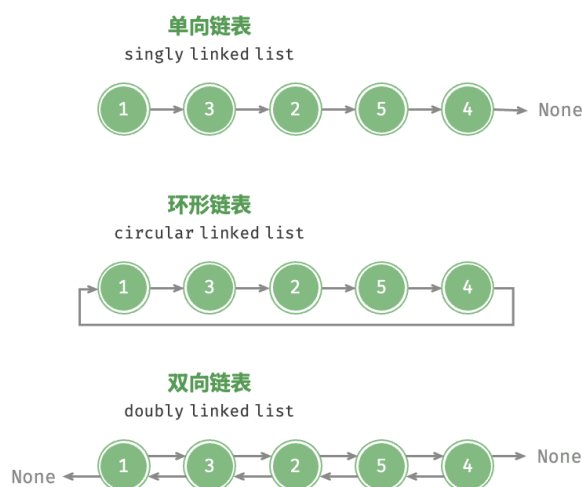 单向链表
singly linked list
1 3 2 5 4 None
环形链表
circular linked list
1 3 2 5 4
双向链表
doubly linked list
None
1 3 2 5 4
None